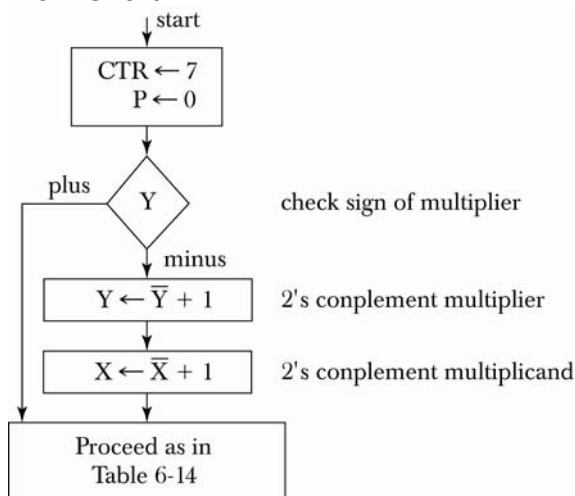 start
CTR ← 7
P ← 0
plus
Y
check sign of multiplier
minus
Y ← Y̅ + 1
2's conplement multiplier
X ← X̅ + 1
2's conplement multiplicand
Proceed as in
Table 6-14